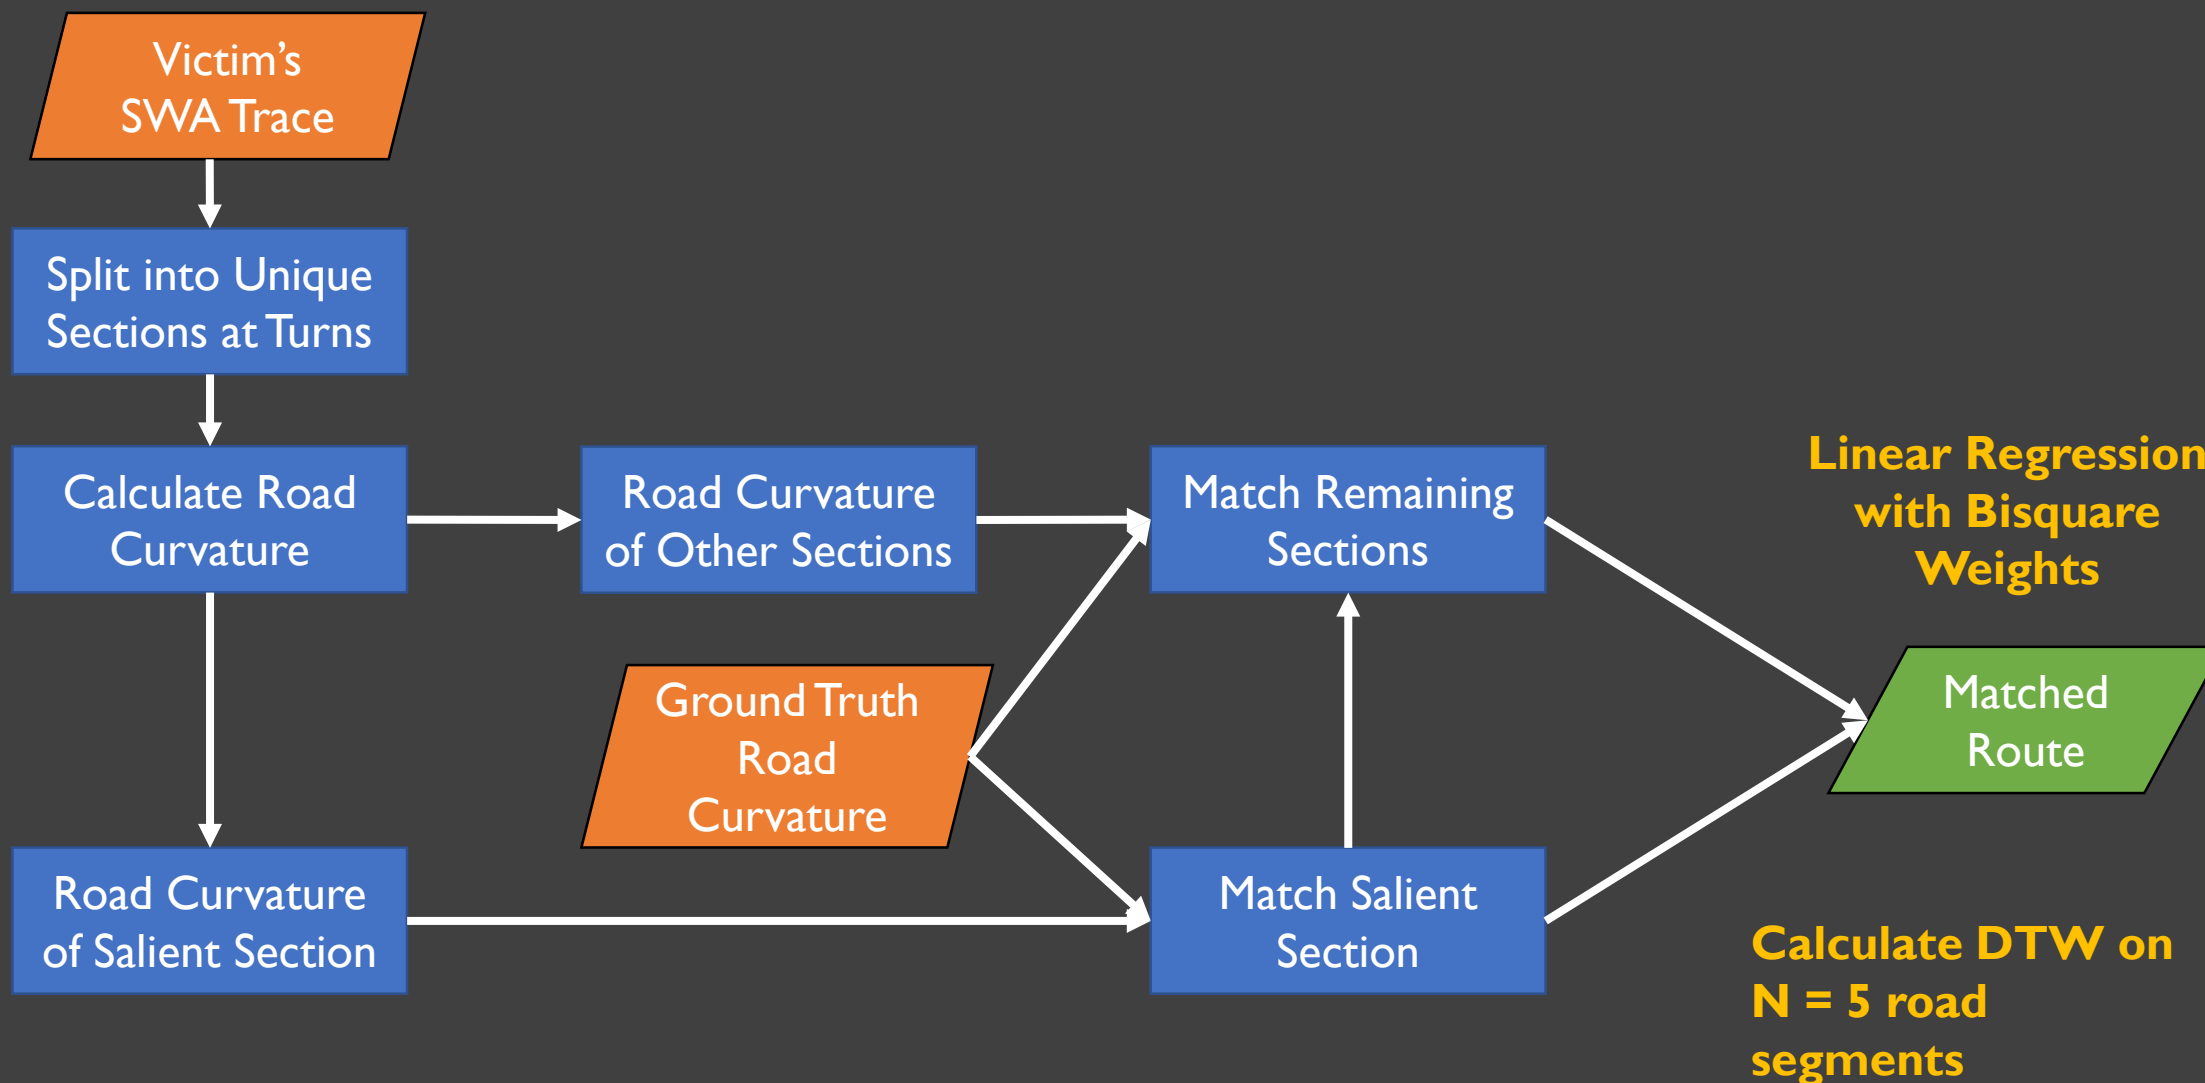 Victim's
SWA Trace
Split into Unique
Sections at Turns
Calculate Road
Curvature
Road Curvature
of Other Sections
Match Remaining
Sections
Linear Regression
with Bisquare
Weights
Ground Truth
Road
Curvature
Matched
Route
Road Curvature
of Salient Section
Match Salient
Section
Calculate DTW on
N = 5 road
segments